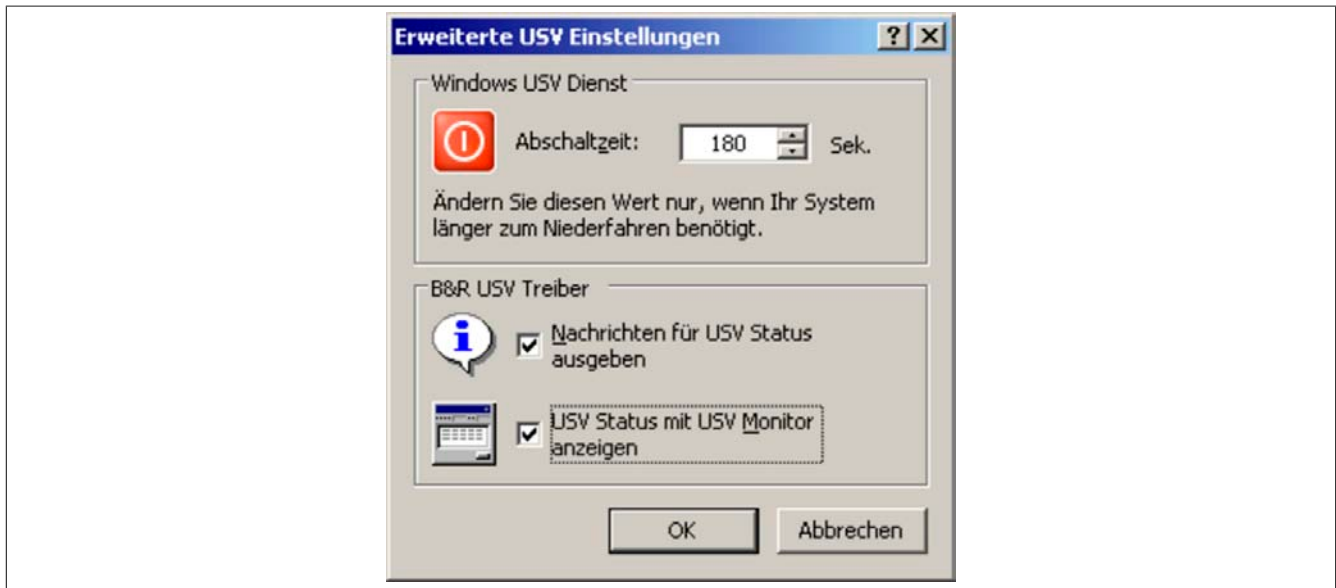 Erweiterte USV Einstellungen
Windows USV Dienst
Abschaltzeit: 180 Sek.
Ändern Sie diesen Wert nur, wenn Ihr System
länger zum Niederfahren benötigt.
B&R USV Treiber
Nachrichten für USV Status
ausgeben
USV Status mit USV Monitor
anzeigen
OK Abbrechen